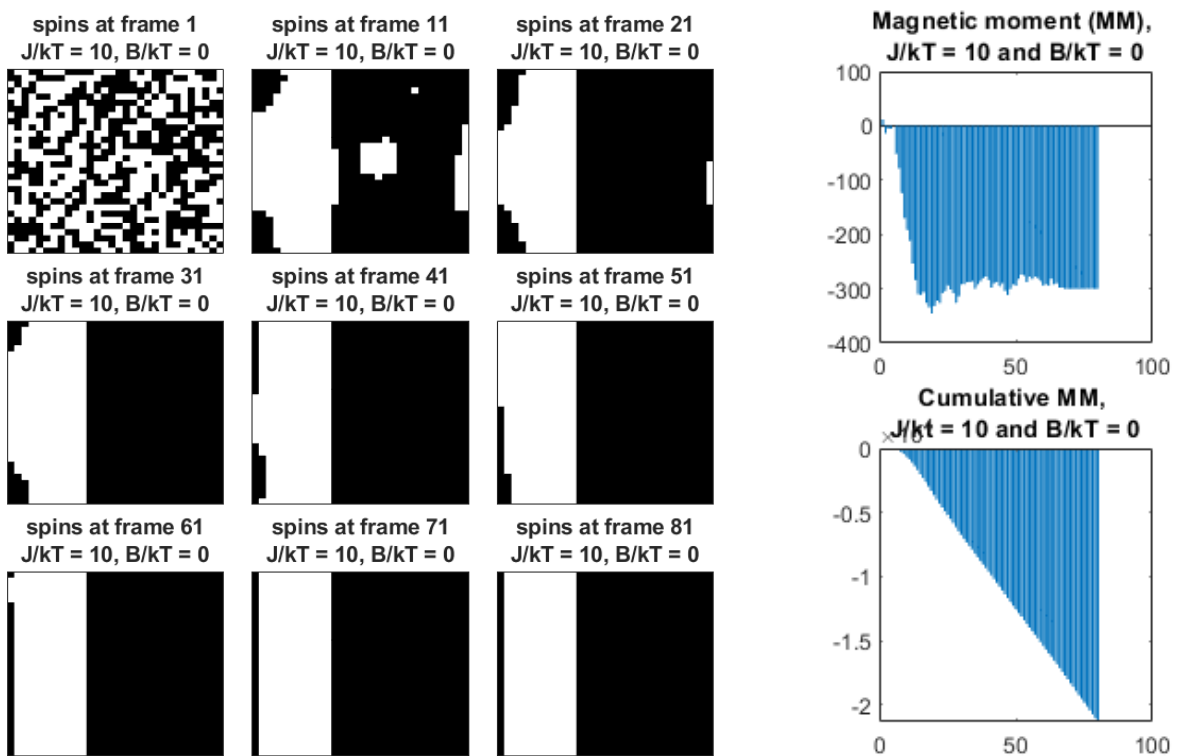 spins at frame 1
J/kT = 10, B/kT = 0
spins at frame 11
J/kT = 10, B/kT = 0
spins at frame 21
J/kT = 10, B/kT = 0
spins at frame 31
J/kT = 10, B/kT = 0
spins at frame 41
J/kT = 10, B/kT = 0
spins at frame 51
J/kT = 10, B/kT = 0
spins at frame 61
J/kT = 10, B/kT = 0
spins at frame 71
J/kT = 10, B/kT = 0
spins at frame 81
J/kT = 10, B/kT = 0
Magnetic moment (MM),
J/kT = 10 and B/kT = 0
100
0
-100
-200
-300
-400
0 50 100
Cumulative MM,
J/kT = 10 and B/kT = 0
0
-0.5
-1
-1.5
-2
0 50 100